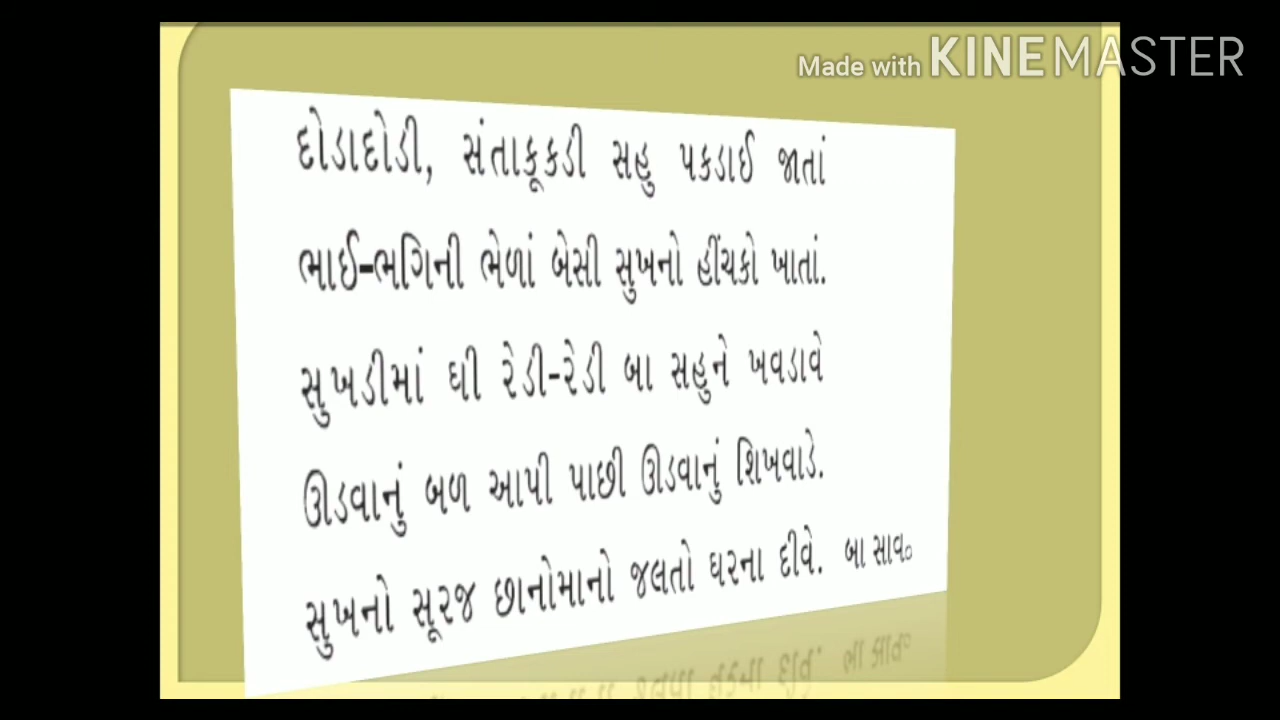 Made with KINEMASTER
દોડાદોડી, સંતાકૂકડી સહુ પકડાઈ જાતાં
ભાઈ-ભગિની ભેળાં બેસી સુખનો હીંચકો ખાતાં.
સુખડીમાં ઘી રેડી-રેડી બા સહુને ખવડાવે
ઊડવાનું બળ આપી પાછી ઊડવાનું શિખવાડે.
સુખનો સૂરજ છાનોમાનો જલતો ઘરના દીવે. બા સાવ૦